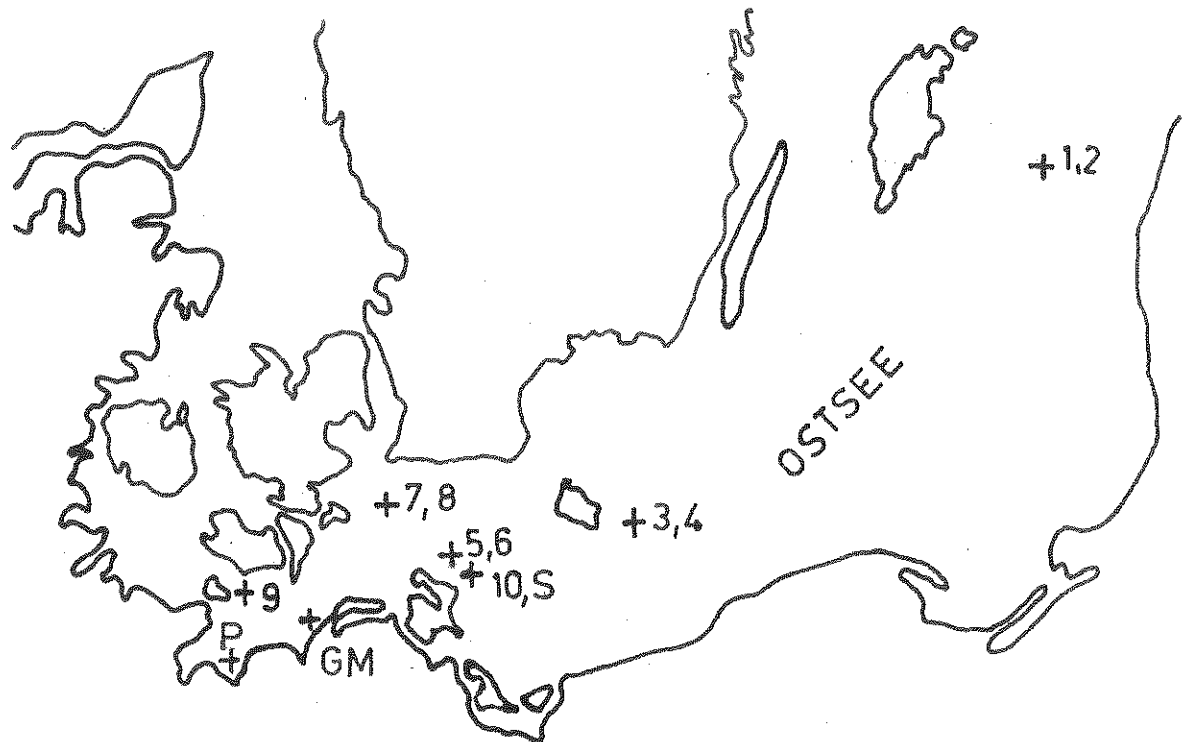 + 1,2
OSTSEE
+ 7, 8
+ 3,4
+ 5,6
+ 10, S
+ 9
+
P
+
GM